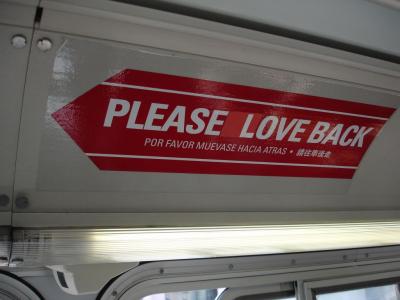 PLEASE LOVE BACK
POR FAVOR MUEVASE HACIA ATRAS • 請往車後走